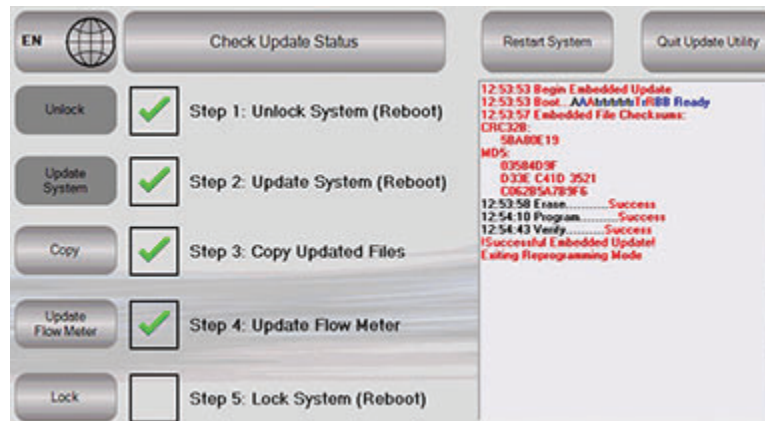 EN
Check Update Status
Restart System
Quit Update Utility
Unlock
Step 1: Unlock System (Reboot)
Update
System
Step 2: Update System (Reboot)
Copy
Step 3: Copy Updated Files
Update
Flow Meter
Step 4: Update Flow Meter
Lock
Step 5: Lock System (Reboot)
12:53:53 Begin Embedded Update
12:53:53 Boot... Ready
12:53:57 Embedded File Checksums:
CRC32B:
5BA80E19
MD5:
03584D9F
D33E C41D 3521
C062B5A7B9F6
12:53:58 Erase.............Success
12:54:10 Program..........Success
12:54:43 Verify............Success
!Successful Embedded Update!
Exiting Reprogramming Mode